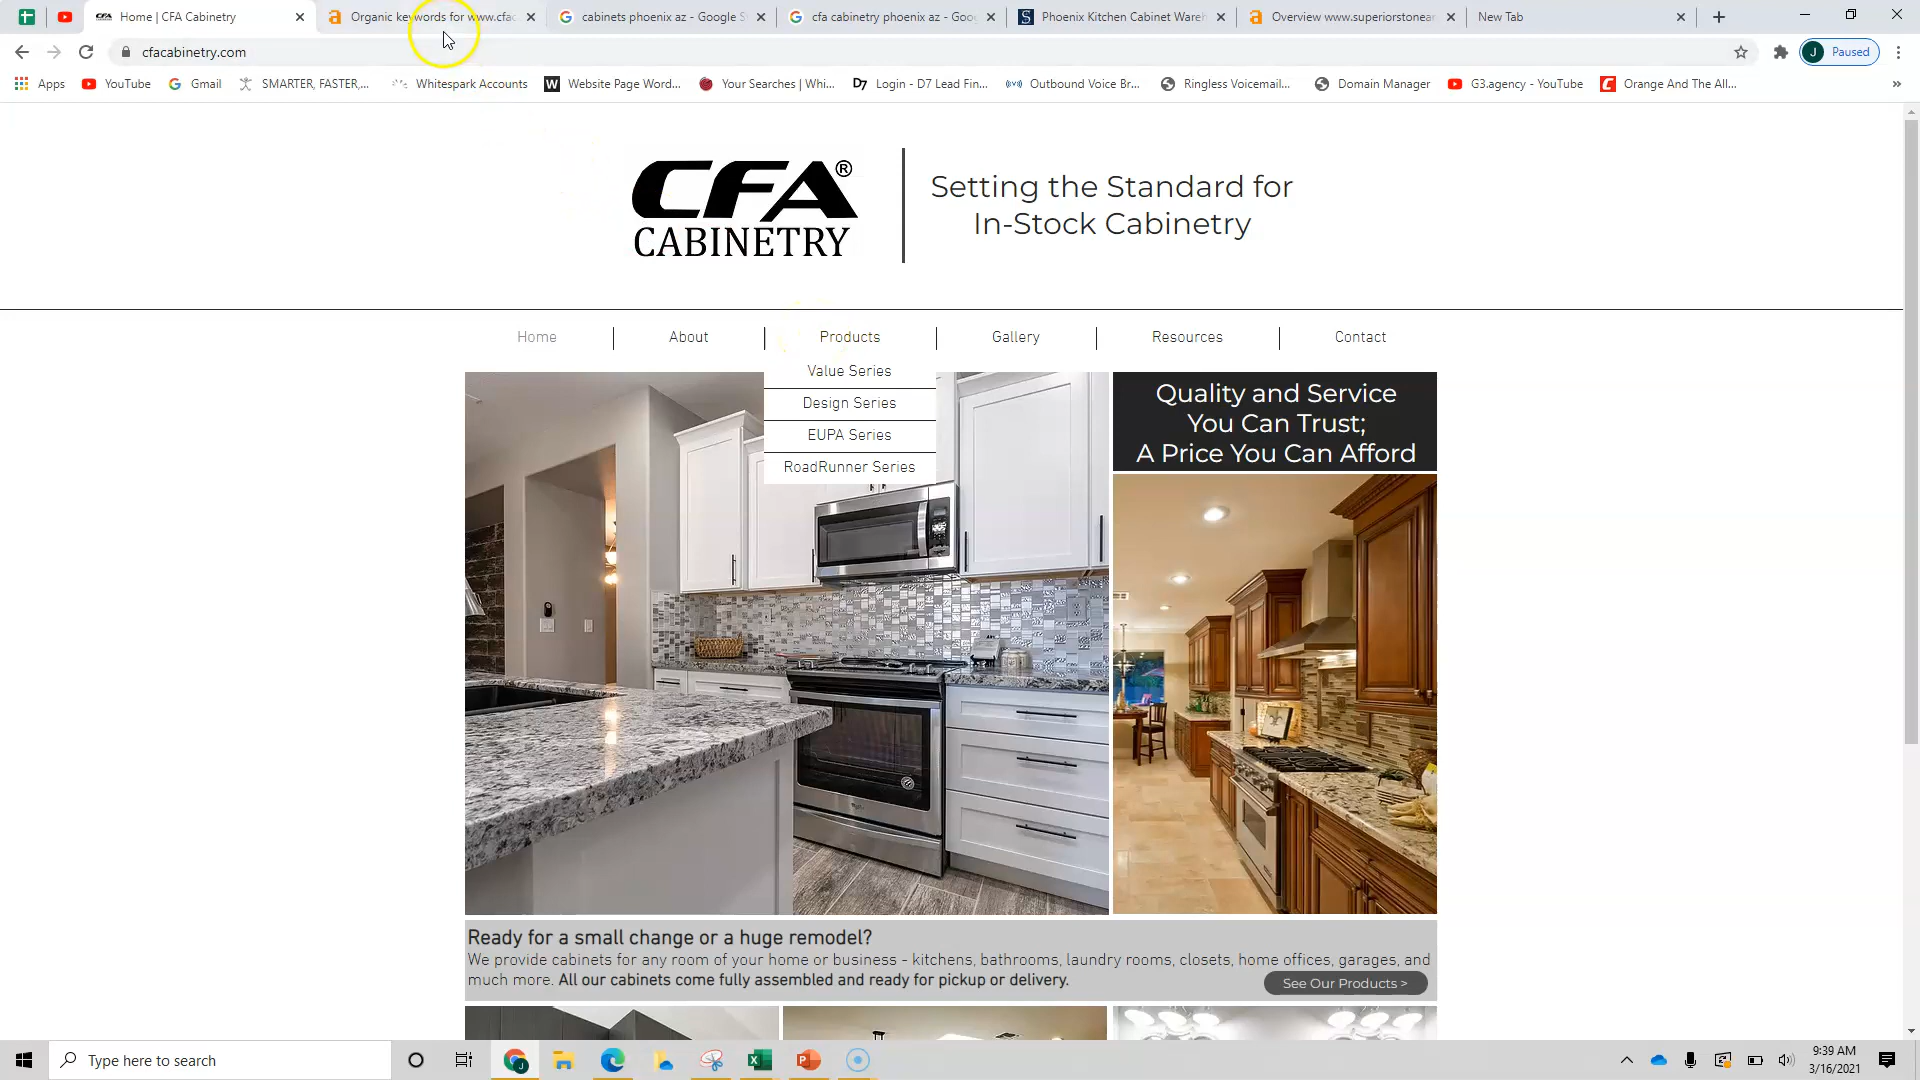 Home | CFA Cabinetry
Organic keywords for www.cfac
cabinets phoenix az - Google S
cfa cabinetry phoenix az - Goog
Phoenix Kitchen Cabinet Wareh
Overview www.superiorstonear
New Tab
cfacabinetry.com
J Paused
Apps
YouTube
Gmail
SMARTER, FASTER,...
Whitespark Accounts
W Website Page Word...
Your Searches | Whi...
D7 Login - D7 Lead Fin...
Outbound Voice Br...
Ringless Voicemail...
Domain Manager
G3.agency - YouTube
Orange And The All...
»
CFA®
CABINETRY
Setting the Standard for
In-Stock Cabinetry
Home
About
Products
Gallery
Resources
Contact
Value Series
Design Series
EUPA Series
RoadRunner Series
Quality and Service
You Can Trust;
A Price You Can Afford
Ready for a small change or a huge remodel?
We provide cabinets for any room of your home or business - kitchens, bathrooms, laundry rooms, closets, home offices, garages, and
much more. All our cabinets come fully assembled and ready for pickup or delivery.
See Our Products >
Type here to search
9:39 AM
3/16/2021